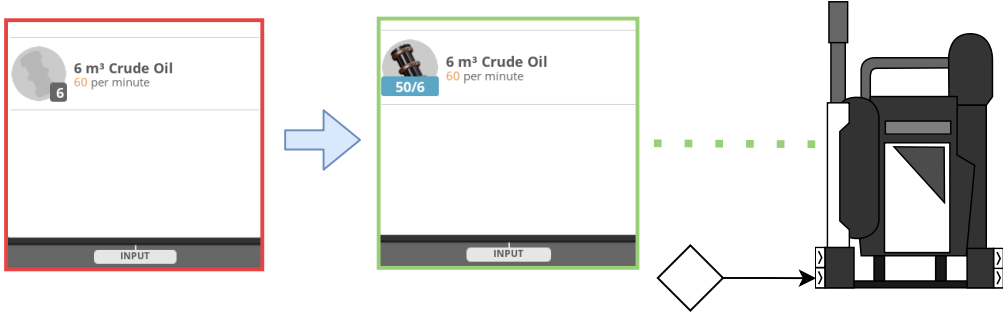 6 m³ Crude Oil
60 per minute
6
INPUT
6 m³ Crude Oil
60 per minute
50/6
INPUT